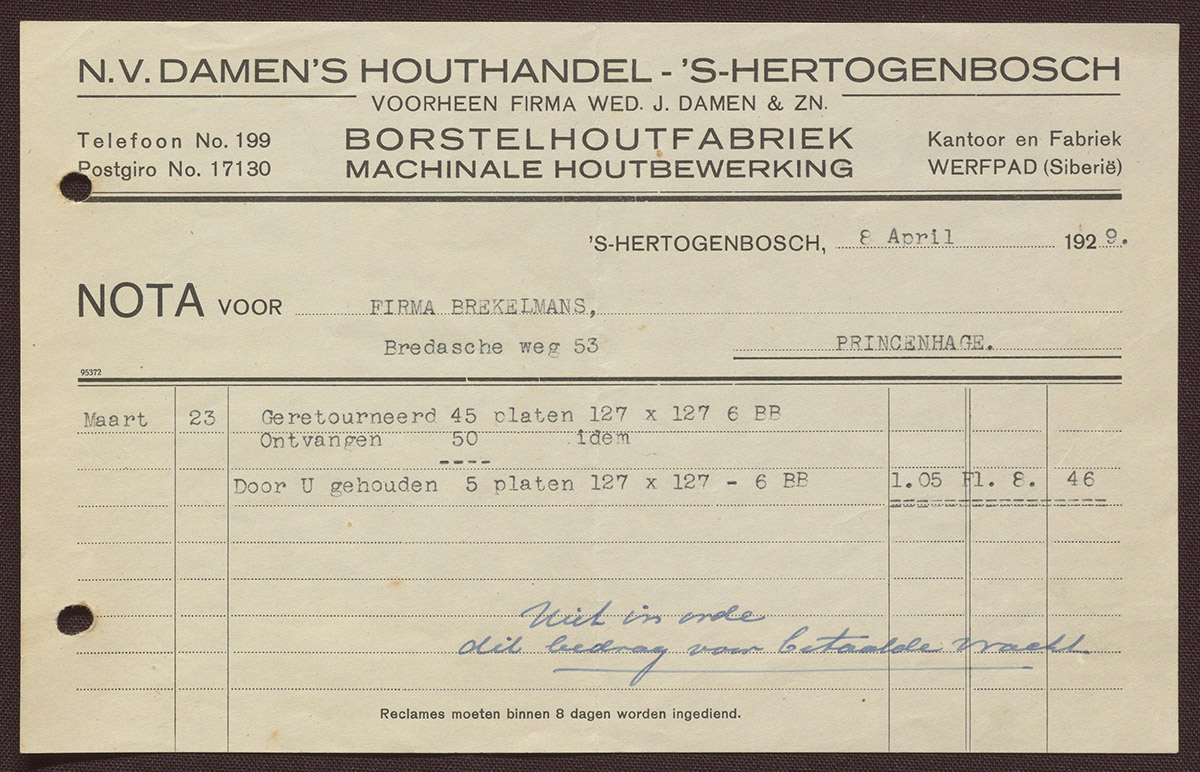 N.V. DAMEN'S HOUTHANDEL - 'S-HERTOGENBOSCH
VOORHEEN FIRMA WED. J. DAMEN & ZN.
Telefoon No. 199 BORSTELHOUTFABRIEK Kantoor en Fabriek
Postgiro No. 17130 MACHINALE HOUTBEWERKING WERFPAD (Siberië)
'S-HERTOGENBOSCH, 8 April 1929.
NOTA VOOR FIRMA BREKELMANS,
Bredasche weg 53 PRINCENHAGE.
95372
Maart 23 Geretourneerd 45 platen 127 x 127 6 BB
Ontvangen 50 idem
----
Door U gehouden 5 platen 127 x 127 - 6 BB 1.05 Fl. 8. 46
Niet in orde
dit bedrag voor betaalde vracht
Reclames moeten binnen 8 dagen worden ingediend.